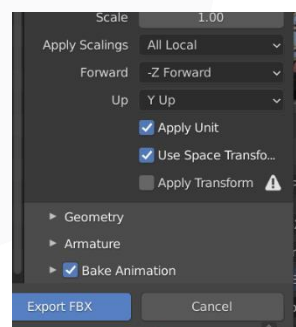 Scale 1.00
Apply Scalings All Local
Forward -Z Forward
Up Y Up
Apply Unit
Use Space Transfo...
Apply Transform
Geometry
Armature
Bake Animation
Export FBX Cancel